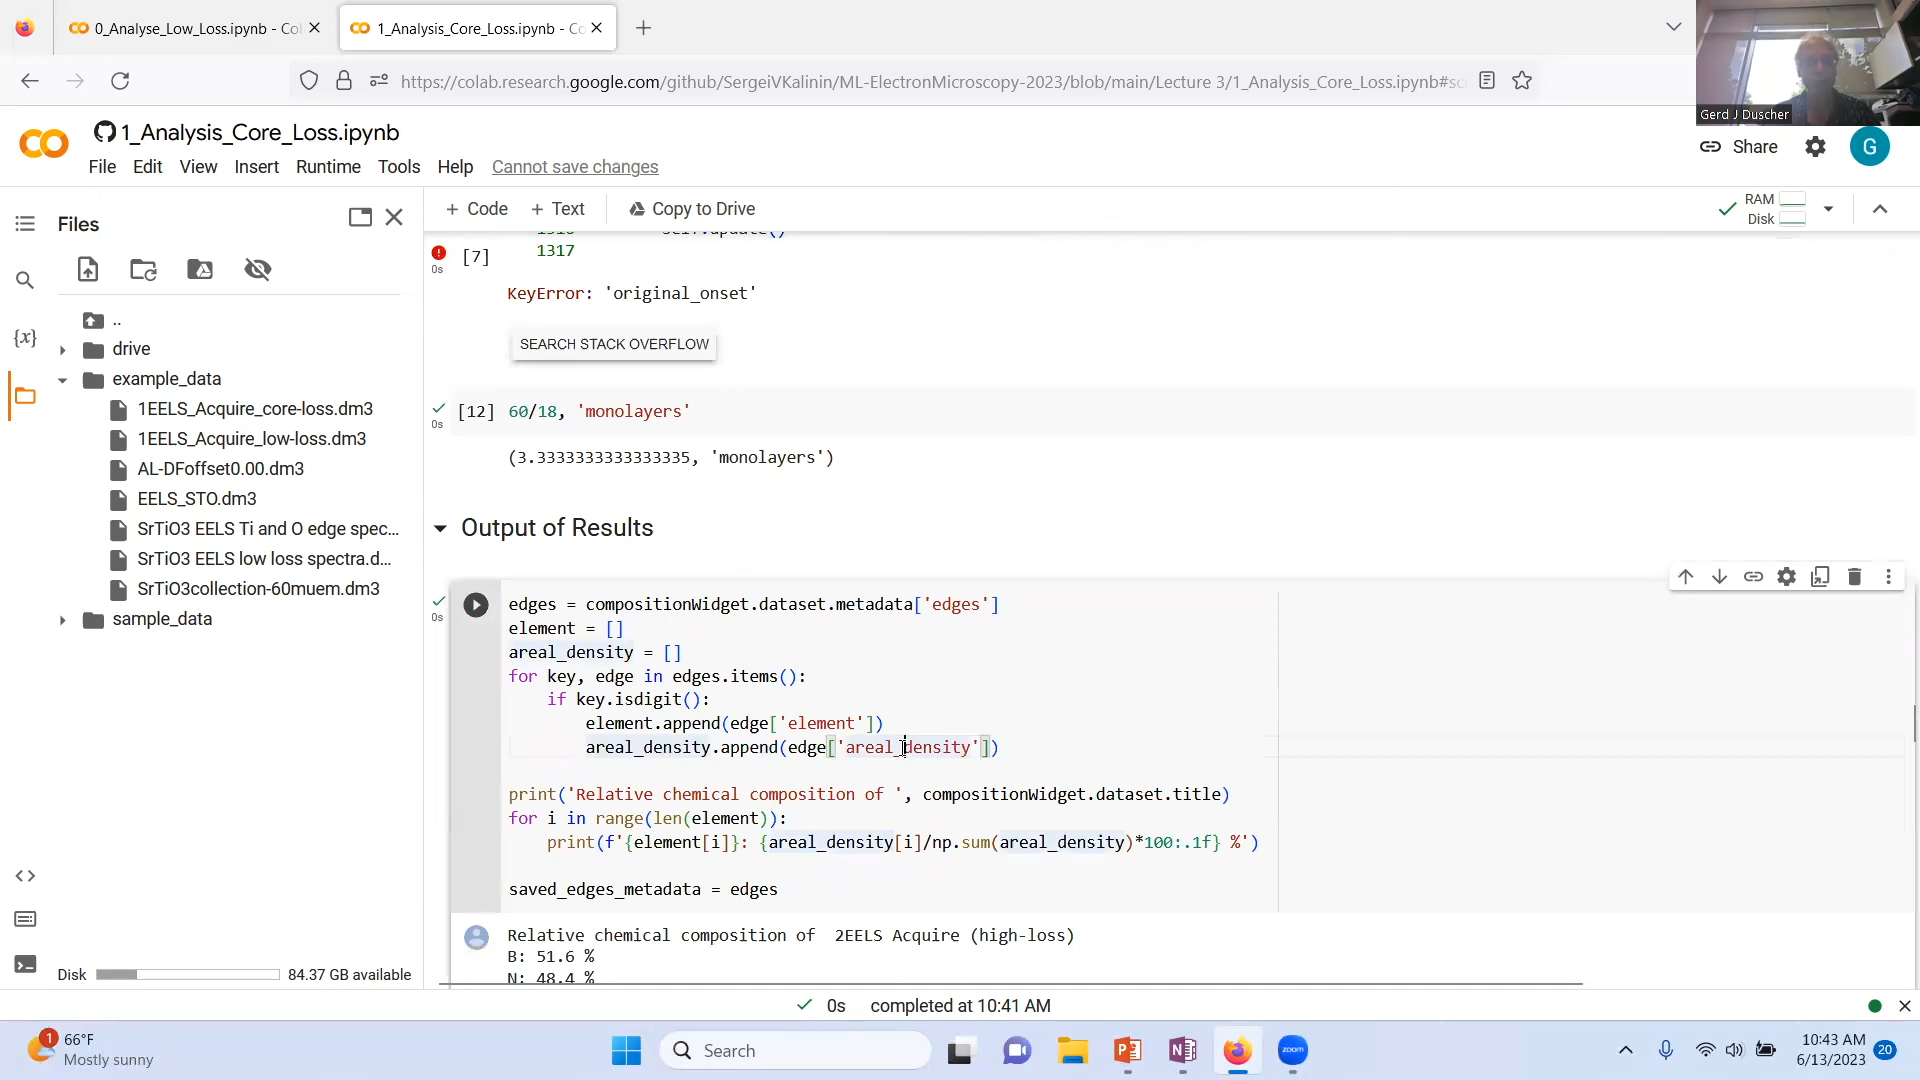 0_Analyse_Low_Loss.ipynb - Col
1_Analysis_Core_Loss.ipynb - Co
https://colab.research.google.com/github/SergeiVKalinin/ML-ElectronMicroscopy-2023/blob/main/Lecture 3/1_Analysis_Core_Loss.ipynb#sc
Gerd J Duscher
1_Analysis_Core_Loss.ipynb
File Edit View Insert Runtime Tools Help Cannot save changes
Share
G
Files
+ Code + Text Copy to Drive
RAM
Disk
1317
[7]
0s
KeyError: 'original_onset'
SEARCH STACK OVERFLOW
..
drive
example_data
1EELS_Acquire_core-loss.dm3
1EELS_Acquire_low-loss.dm3
AL-DFoffset0.00.dm3
EELS_STO.dm3
SrTiO3 EELS Ti and O edge spec...
SrTiO3 EELS low loss spectra.d...
SrTiO3collection-60muem.dm3
sample_data
{x}
[12] 60/18, 'monolayers'
0s
(3.3333333333333335, 'monolayers')
Output of Results
0s
edges = compositionWidget.dataset.metadata['edges']
element = []
areal_density = []
for key, edge in edges.items():
if key.isdigit():
element.append(edge['element'])
areal_density.append(edge['areal_density'])
print('Relative chemical composition of ', compositionWidget.dataset.title)
for i in range(len(element)):
print(f'{element[i]}: {areal_density[i]/np.sum(areal_density)*100:.1f} %')
saved_edges_metadata = edges
Relative chemical composition of  2EELS Acquire (high-loss)
B: 51.6 %
N: 48.4 %
Disk 84.37 GB available
0s completed at 10:41 AM
1
66°F
Mostly sunny
Search
zoom
10:43 AM
6/13/2023
20